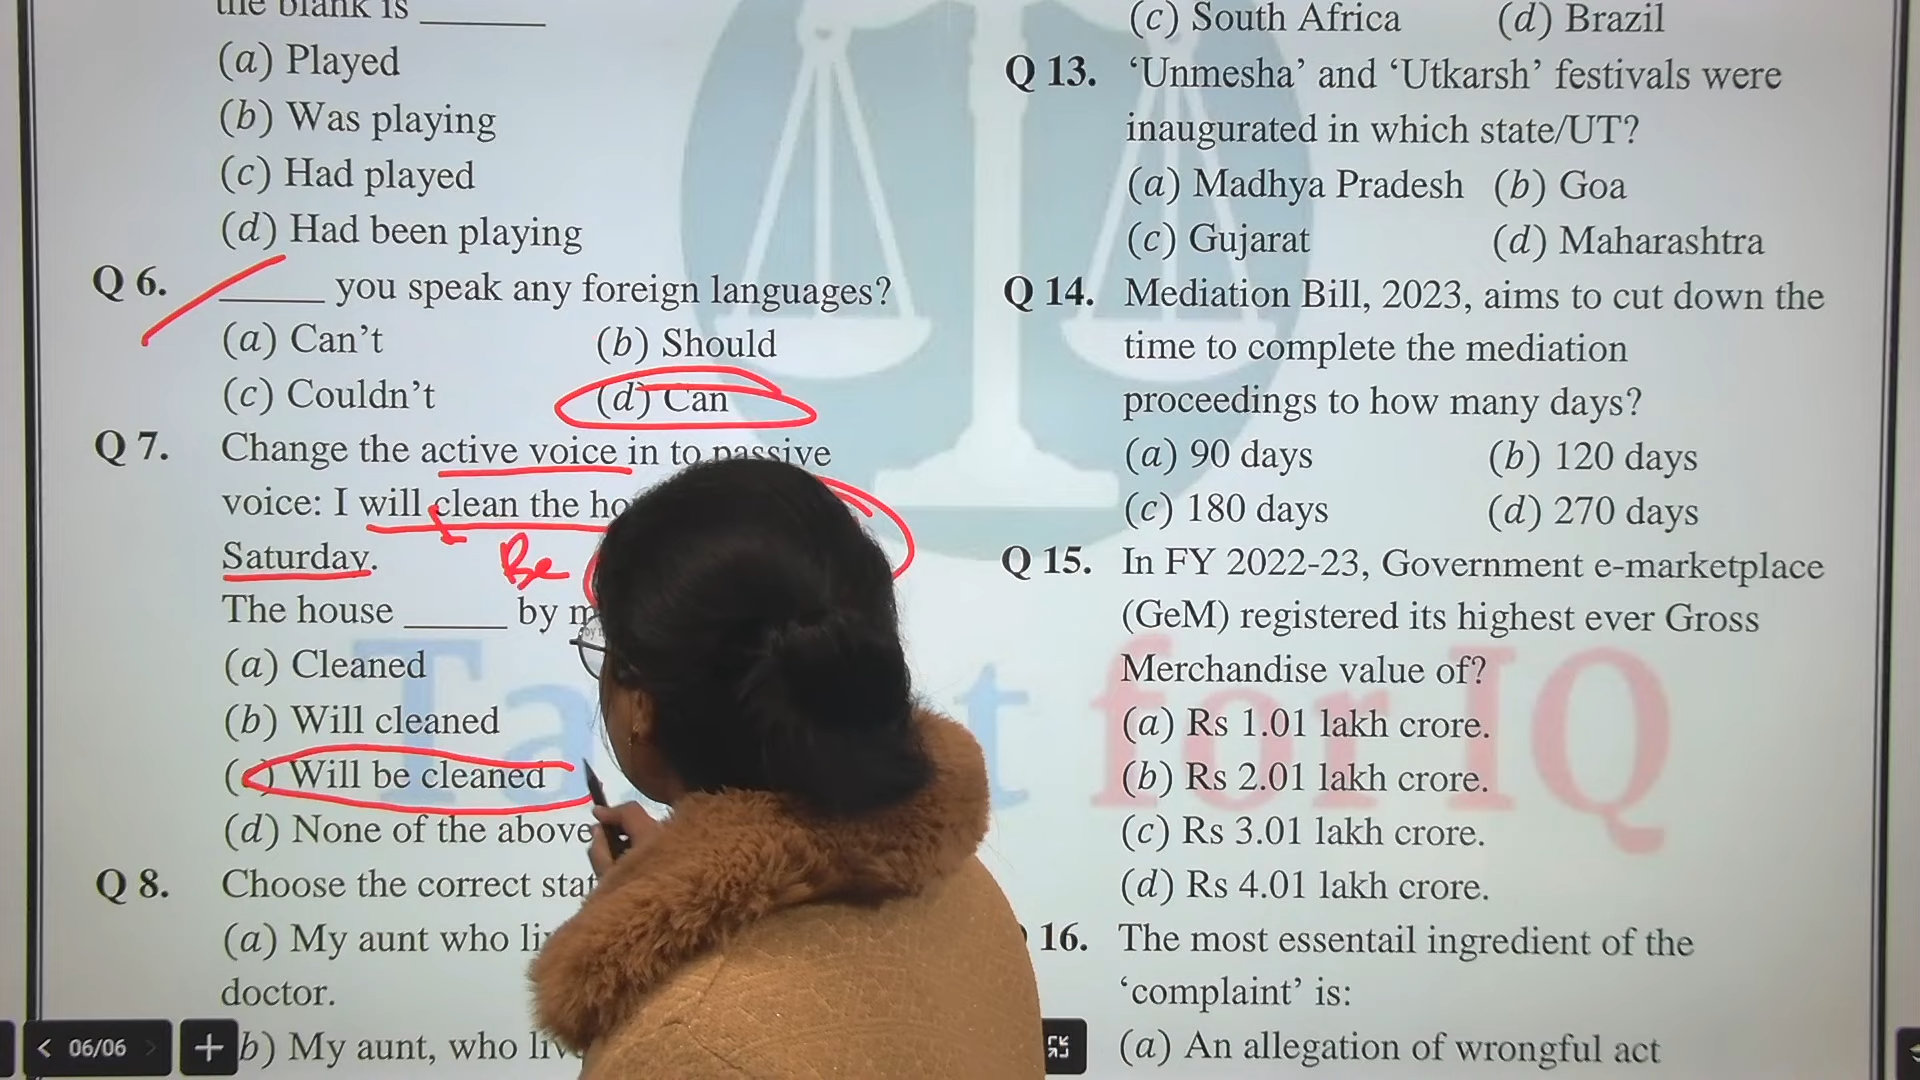 the blank is ______
(a) Played
(b) Was playing
(c) Had played
(d) Had been playing
Q 6. _____ you speak any foreign languages?
(a) Can't (b) Should
(c) Couldn't (d) Can
Q 7. Change the active voice in to passive
voice: I will clean the
Saturday.
Be
The house _____ by
(a) Cleaned
(b) Will cleaned
(c) Will be cleaned
(d) None of the above
Q 8. Choose the correct
(a) My aunt who
doctor.
b) My aunt, who
(c) South Africa (d) Brazil
Q 13. 'Unmesha' and 'Utkarsh' festivals were
inaugurated in which state/UT?
(a) Madhya Pradesh (b) Goa
(c) Gujarat (d) Maharashtra
Q 14. Mediation Bill, 2023, aims to cut down the
time to complete the mediation
proceedings to how many days?
(a) 90 days (b) 120 days
(c) 180 days (d) 270 days
Q 15. In FY 2022-23, Government e-marketplace
(GeM) registered its highest ever Gross
Merchandise value of?
(a) Rs 1.01 lakh crore.
(b) Rs 2.01 lakh crore.
(c) Rs 3.01 lakh crore.
(d) Rs 4.01 lakh crore.
16. The most essentail ingredient of the
'complaint' is:
(a) An allegation of wrongful act
for IQ
06/06